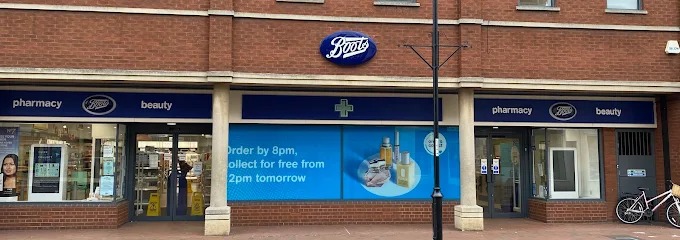 Boots
pharmacy Boots beauty
pharmacy Boots beauty
Order by 8pm,
collect for free from
12pm tomorrow